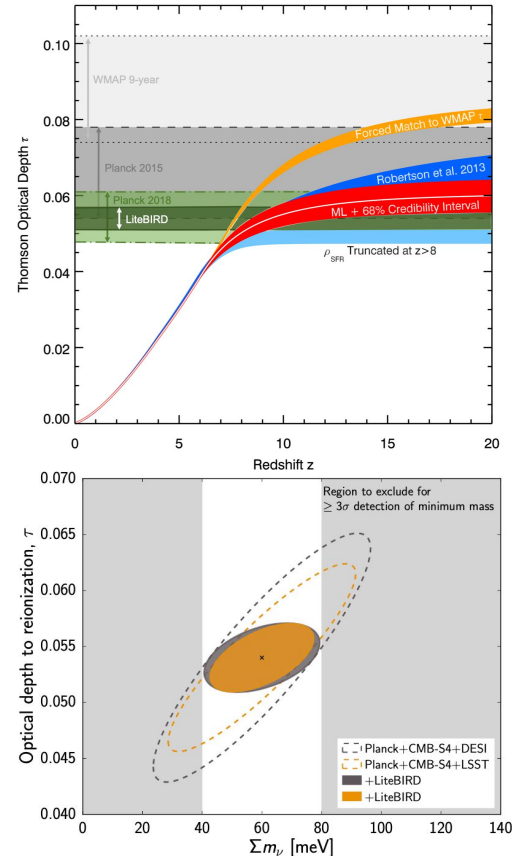 Thomson Optical Depth τ
0.10
0.08
0.06
0.04
0.02
0.00
WMAP 9-year
Planck 2015
Planck 2018
LiteBIRD
Forced Match to WMAP τ
Robertson et al. 2013
ML + 68% Credibility Interval
ρSFR Truncated at z>8
0 5 10 15 20
Redshift z
Optical depth to reionization, τ
0.070
0.065
0.060
0.055
0.050
0.045
0.040
Region to exclude for
≥ 3σ detection of minimum mass
Planck+CMB-S4+DESI
Planck+CMB-S4+LSST
+LiteBIRD
+LiteBIRD
0 20 40 60 80 100 120 140
Σmν [meV]